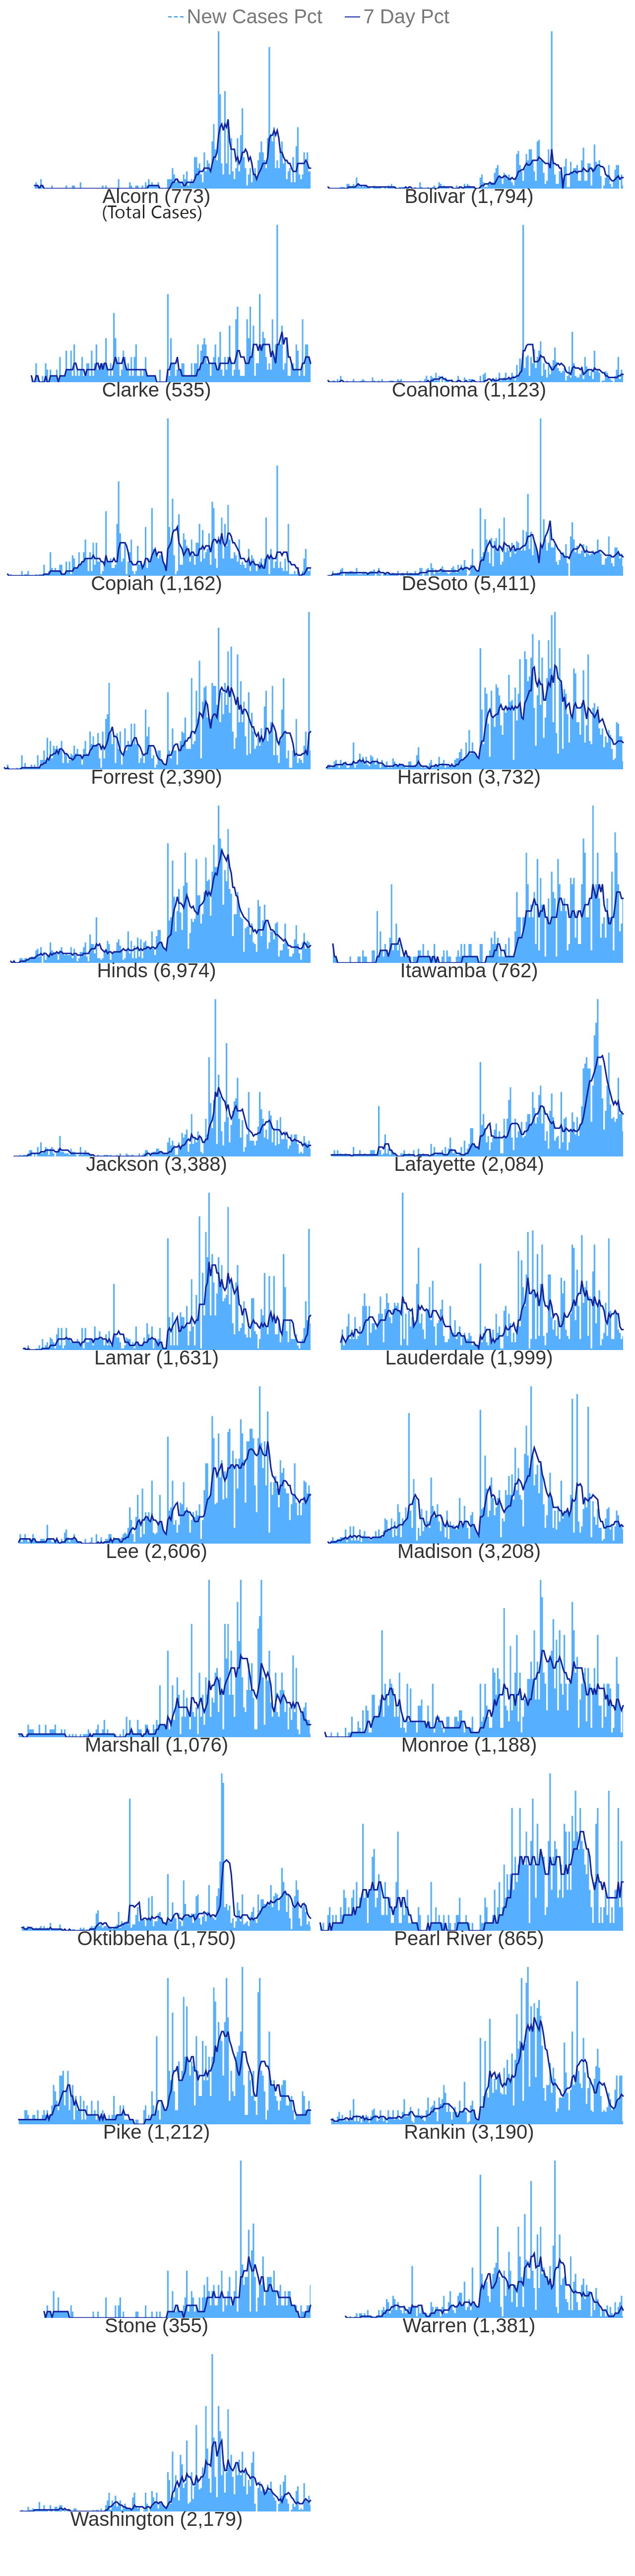 New Cases Pct 7 Day Pct
Alcorn (773) Bolivar (1,794)
(Total Cases)
Clarke (535) Coahoma (1,123)
Copiah (1,162) DeSoto (5,411)
Forrest (2,390) Harrison (3,732)
Hinds (6,974) Itawamba (762)
Jackson (3,388) Lafayette (2,084)
Lamar (1,631) Lauderdale (1,999)
Lee (2,606) Madison (3,208)
Marshall (1,076) Monroe (1,188)
Oktibbeha (1,750) Pearl River (865)
Pike (1,212) Rankin (3,190)
Stone (355) Warren (1,381)
Washington (2,179)